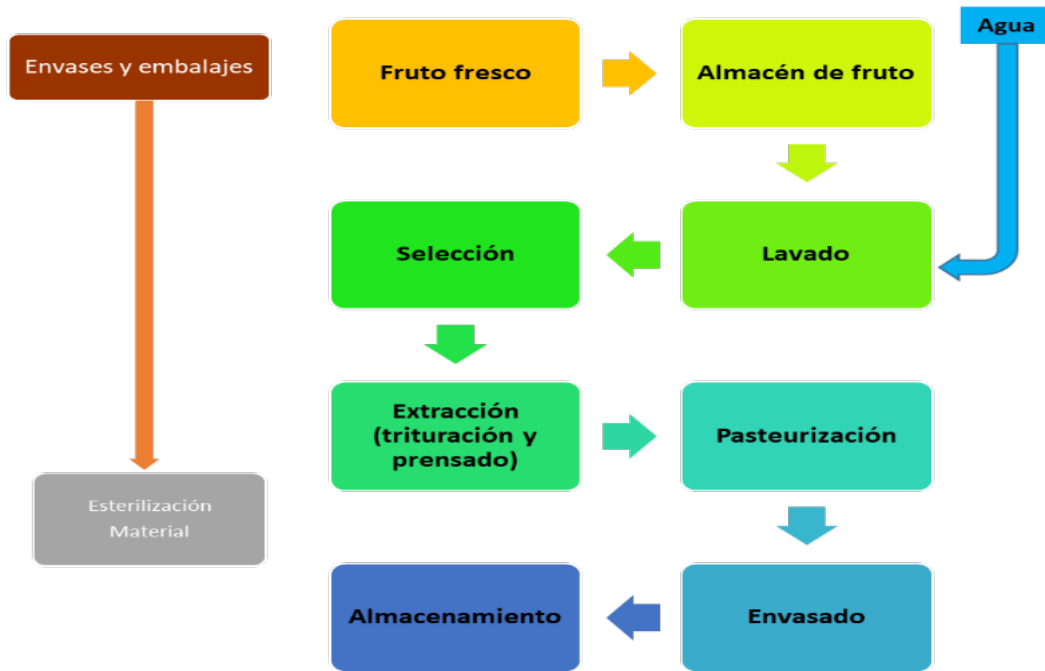 Agua
Envases y embalajes
Fruto fresco
Almacén de fruto
Selección
Lavado
Extracción
(trituración y
prensado)
Pasteurización
Esterilización
Material
Almacenamiento
Envasado